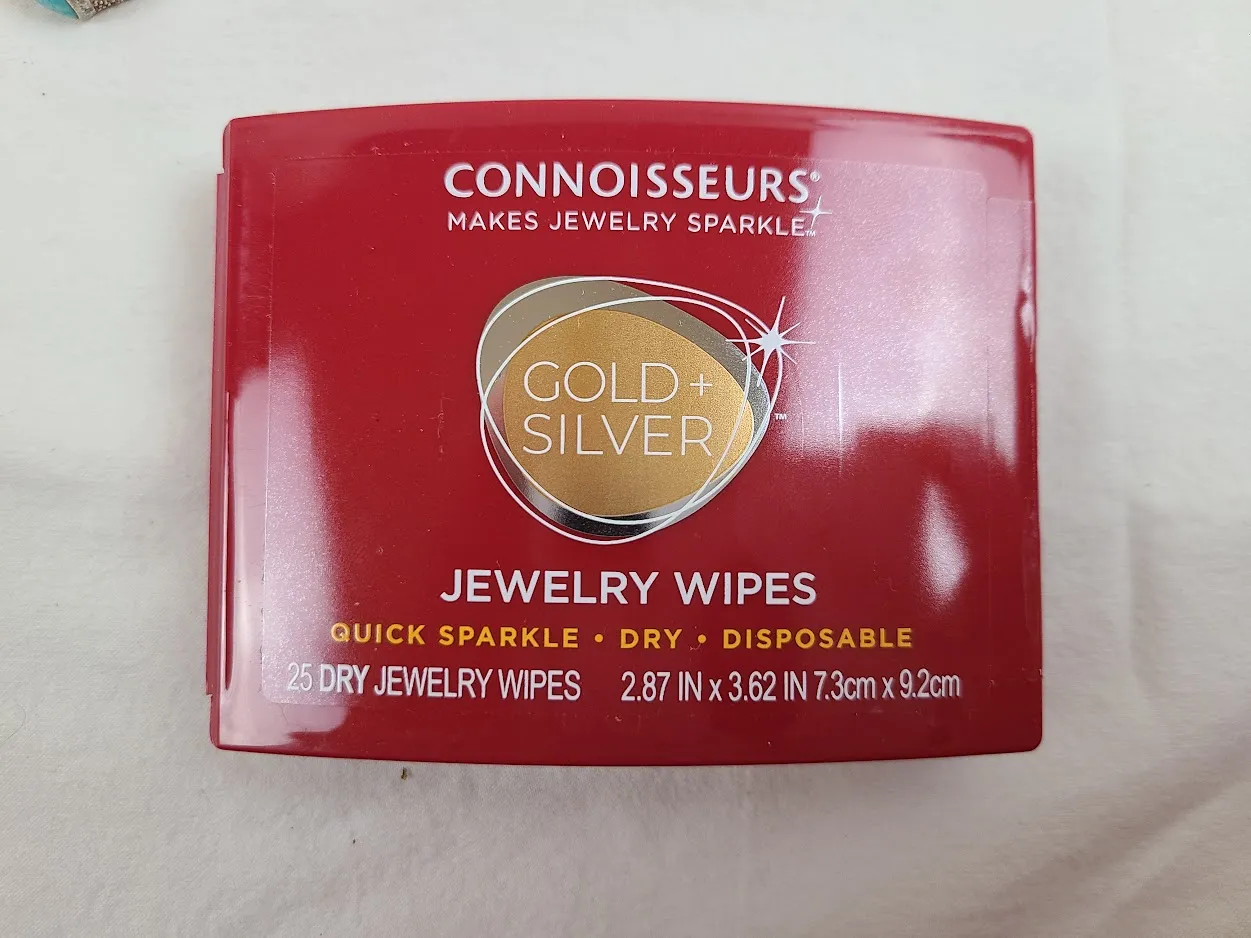 CONNOISSEURS®
MAKES JEWELRY SPARKLE™
GOLD +
SILVER
™
JEWELRY WIPES
QUICK SPARKLE • DRY • DISPOSABLE
25 DRY JEWELRY WIPES 2.87 IN x 3.62 IN 7.3cm x 9.2cm